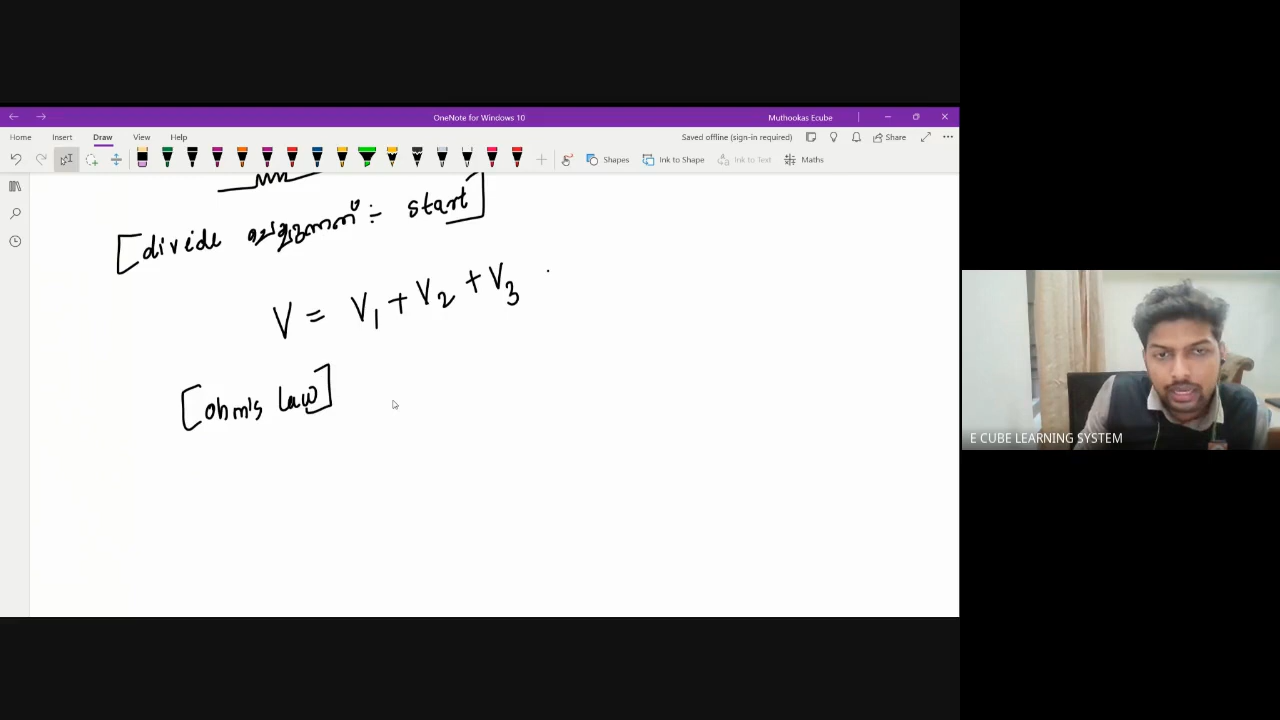 OneNote for Windows 10
Muthookas Ecube
Home Insert Draw View Help
Saved offline (sign-in required) Share
Shapes Ink to Shape Ink to Text Maths
[divide ÷ start]
V = V1 + V2 + V3
[ohm's law]
E CUBE LEARNING SYSTEM